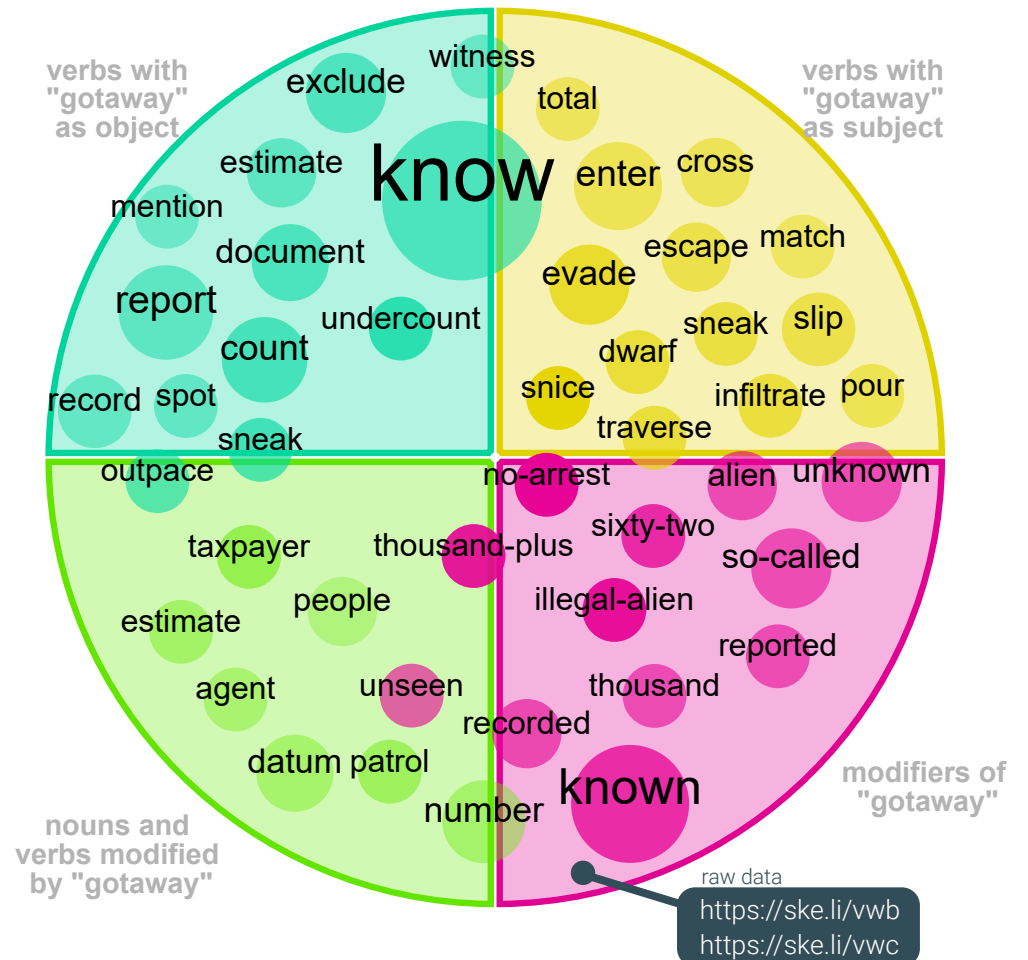 verbs with
"gotaway"
as object
verbs with
"gotaway"
as subject
witness
exclude
total
estimate
know
enter
cross
mention
document
escape
match
evade
report
undercount
count
sneak
slip
dwarf
snice
infiltrate
pour
record
spot
traverse
sneak
outpace
no-arrest
alien
unknown
taxpayer
thousand-plus
sixty-two
so-called
people
illegal-alien
estimate
reported
agent
unseen
thousand
recorded
datum
patrol
known
number
modifiers of
"gotaway"
nouns and
verbs modified
by "gotaway"
raw data
https://ske.li/vwb
https://ske.li/vwc